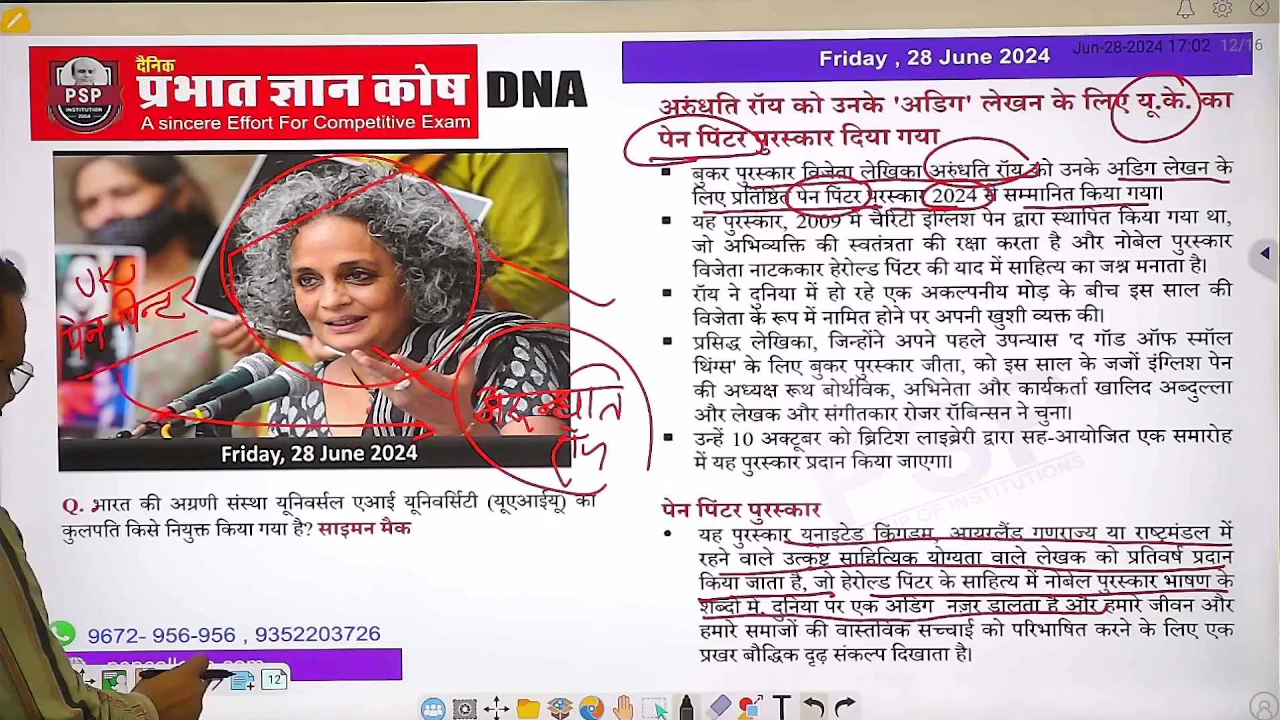 Jun-28-2024 17:02 12/16
PSP
INSTITUTION
दैनिक
प्रभात ज्ञान कोष DNA
A sincere Effort For Competitive Exam
Friday , 28 June 2024
अरुंधति रॉय को उनके 'अडिग' लेखन के लिए यू.के. का
पेन पिंटर पुरस्कार दिया गया
बुकर पुरस्कार विजेता लेखिका अरुंधति रॉय को उनके अडिग लेखन के
लिए प्रतिष्ठित पेन पिंटर पुरस्कार 2024 से सम्मानित किया गया।
यह पुरस्कार, 2009 में चैरिटी इंग्लिश पेन द्वारा स्थापित किया गया था,
जो अभिव्यक्ति की स्वतंत्रता की रक्षा करता है और नोबेल पुरस्कार
विजेता नाटककार हेरोल्ड पिंटर की याद में साहित्य का जश्न मनाता है।
रॉय ने दुनिया में हो रहे एक अकल्पनीय मोड़ के बीच इस साल की
विजेता के रूप में नामित होने पर अपनी खुशी व्यक्त की।
प्रसिद्ध लेखिका, जिन्होंने अपने पहले उपन्यास 'द गॉड ऑफ स्मॉल
थिंग्स' के लिए बुकर पुरस्कार जीता, को इस साल के जजों इंग्लिश पेन
की अध्यक्ष रूथ बोर्थविक, अभिनेता और कार्यकर्ता खालिद अब्दुल्ला
और लेखक और संगीतकार रोजर रॉबिन्सन ने चुना।
उन्हें 10 अक्टूबर को ब्रिटिश लाइब्रेरी द्वारा सह-आयोजित एक समारोह
में यह पुरस्कार प्रदान किया जाएगा।
पेन पिंटर पुरस्कार
यह पुरस्कार यूनाइटेड किंगडम, आयरलैंड गणराज्य या राष्ट्रमंडल में
रहने वाले उत्कृष्ट साहित्यिक योग्यता वाले लेखक को प्रतिवर्ष प्रदान
किया जाता है, जो हेरोल्ड पिंटर के साहित्य में नोबेल पुरस्कार भाषण के
शब्दों में, दुनिया पर एक अडिग नज़र डालता है और हमारे जीवन और
हमारे समाजों की वास्तविक सच्चाई को परिभाषित करने के लिए एक
प्रखर बौद्धिक दृढ़ संकल्प दिखाता है।
UK
पेन पिन्टर
रॉय
Friday, 28 June 2024
Q. भारत की अग्रणी संस्था यूनिवर्सल एआई यूनिवर्सिटी (यूएआईयू) का
कुलपति किसे नियुक्त किया गया है? साइमन मैक
9672- 956-956 , 9352203726
12
T